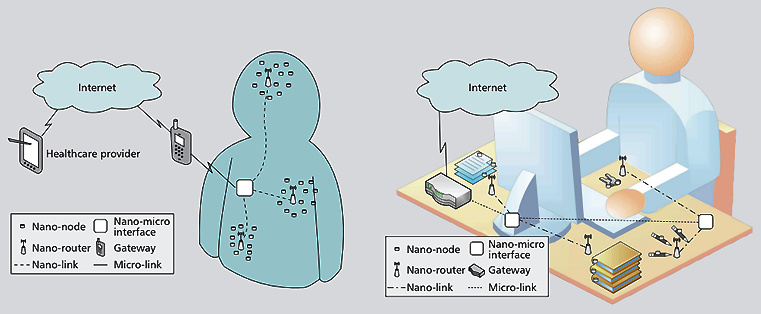 Internet
Healthcare provider
Nano-node
Nano-micro
interface
Nano-router
Gateway
Nano-link
Micro-link
Internet
Nano-node
Nano-micro
interface
Nano-router
Gateway
Nano-link
Micro-link